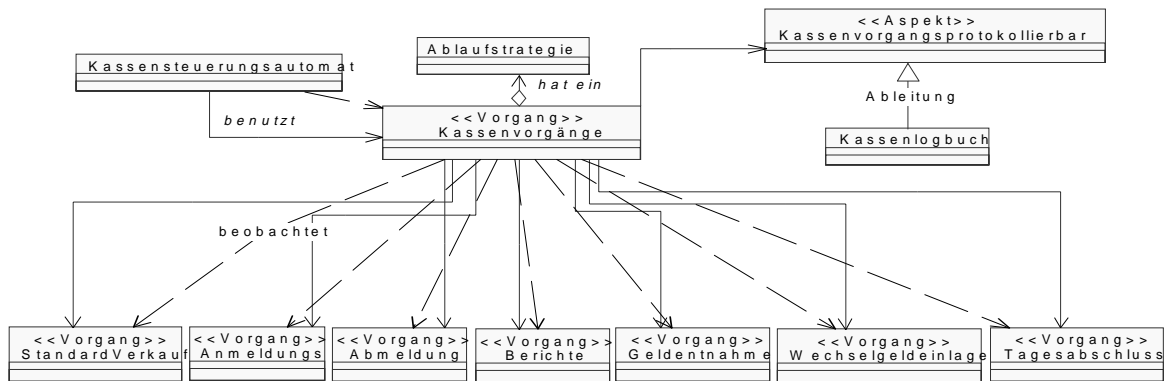 <<Aspekt>>
Kassenvorgangsprotokollierbar
Ablaufstrategie
Kassensteuerungsautomat
hat ein
Ableitung
benutzt
<<Vorgang>>
Kassenvorgänge
Kassenlogbuch
beobachtet
<<Vorgang>>
StandardVerkauf
<<Vorgang>>
Anmeldungs
<<Vorgang>>
Abmeldung
<<Vorgang>>
Berichte
<<Vorgang>>
Geldentnahme
<<Vorgang>>
Wechselgeldeinlage
<<Vorgang>>
Tagesabschluss